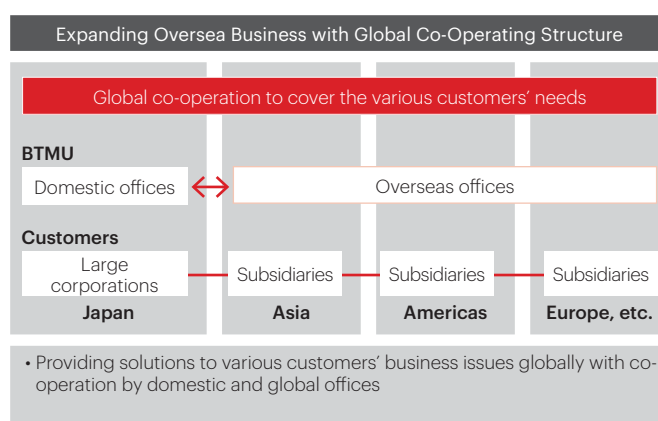 Expanding Oversea Business with Global Co-Operating Structure
Global co-operation to cover the various customers’ needs
BTMU
Domestic offices
Overseas offices
Customers
Large
corporations
Subsidiaries
Subsidiaries
Subsidiaries
Japan
Asia
Americas
Europe, etc.
• Providing solutions to various customers’ business issues globally with co-
operation by domestic and global offices